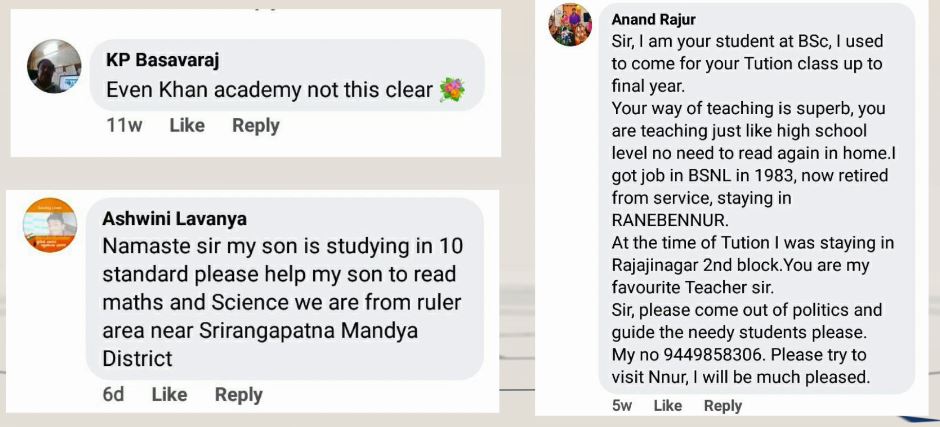 KP Basavaraj
Even Khan academy not this clear 💐
11w Like Reply
Ashwini Lavanya
Namaste sir my son is studying in 10
standard please help my son to read
maths and Science we are from ruler
area near Srirangapatna Mandya
District
6d Like Reply
Anand Rajur
Sir, I am your student at BSc, I used
to come for your Tution class up to
final year.
Your way of teaching is superb, you
are teaching just like high school
level no need to read again in home.I
got job in BSNL in 1983, now retired
from service, staying in
RANEBENNUR.
At the time of Tution I was staying in
Rajajinagar 2nd block.You are my
favourite Teacher sir.
Sir, please come out of politics and
guide the needy students please.
My no 9449858306. Please try to
visit Nnur, I will be much pleased.
5w Like Reply